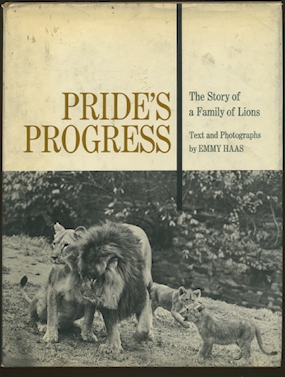 PRIDE'S
PROGRESS
The Story of
a Family of Lions
Text and Photographs
by EMMY HAAS